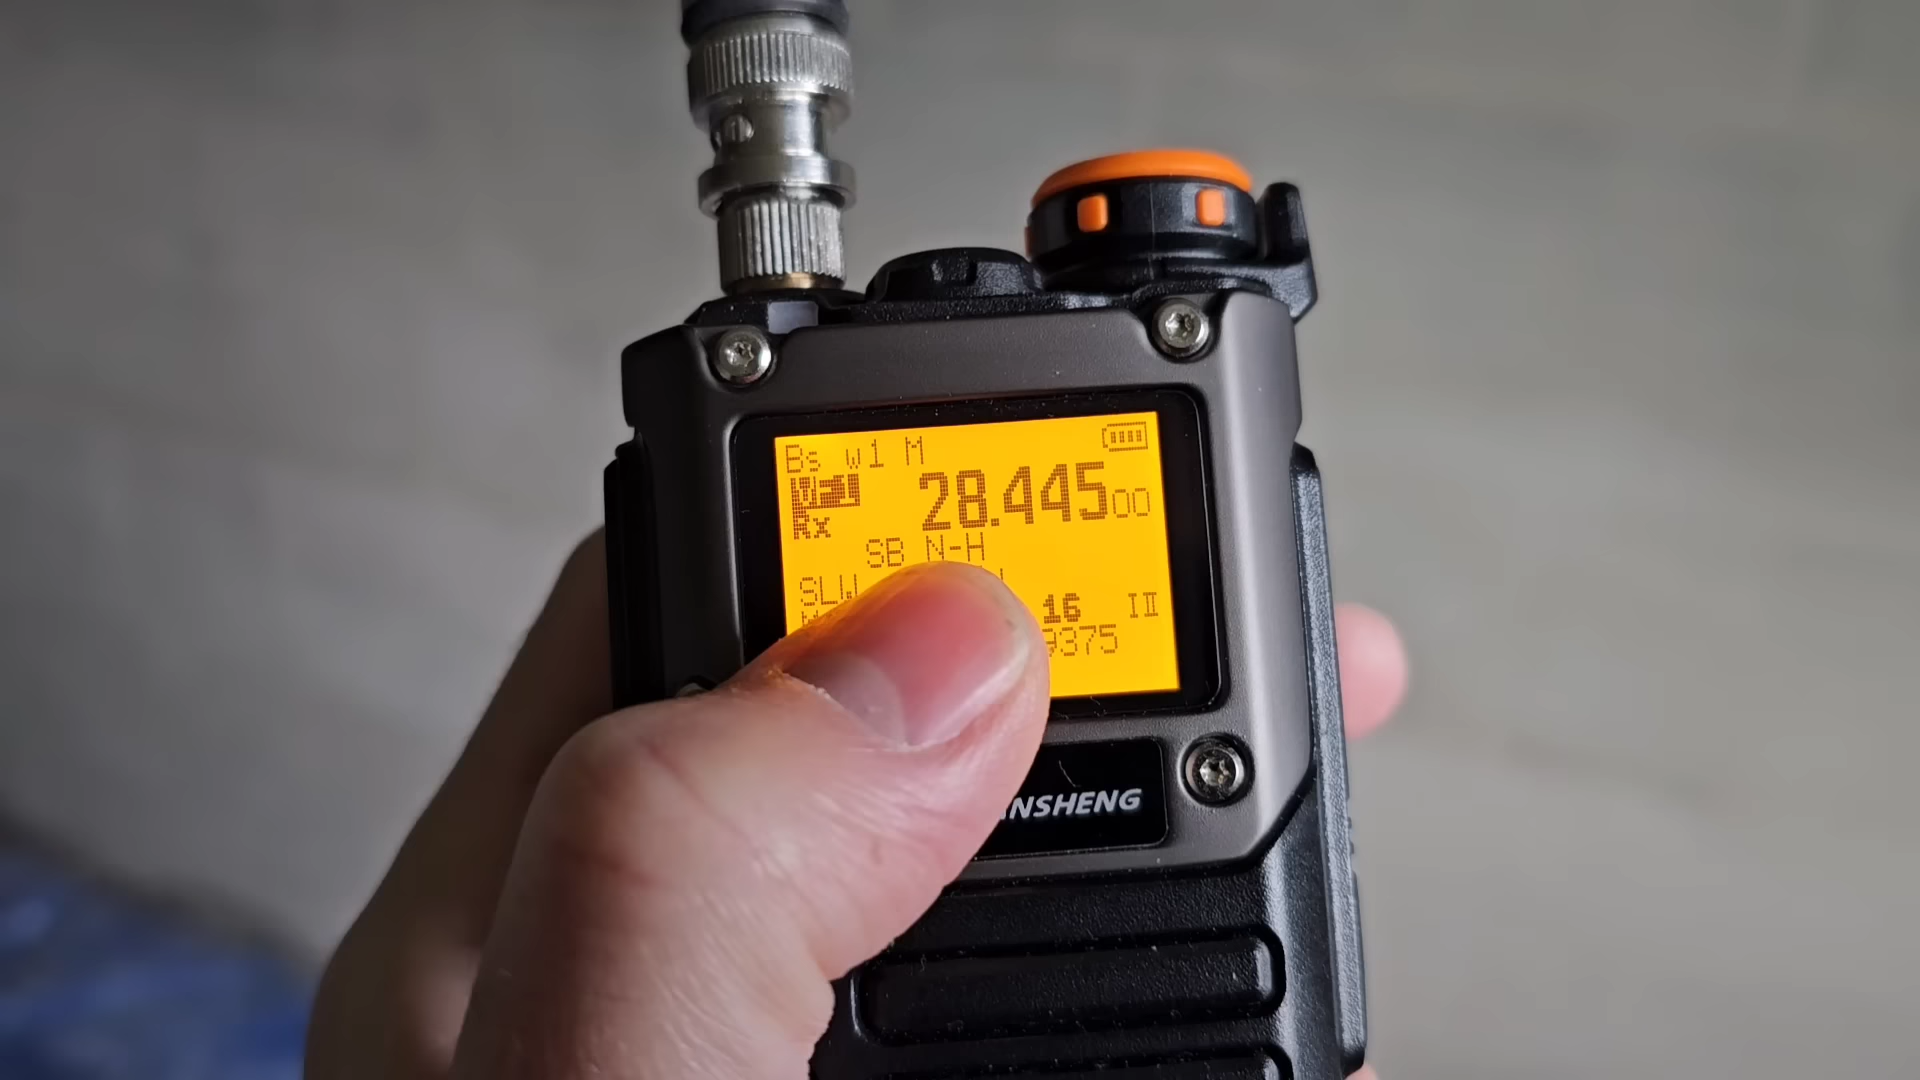 Bs w1 M
28.44500
Rx
SB N-H
SLW
16 I II
9375
NSHENG